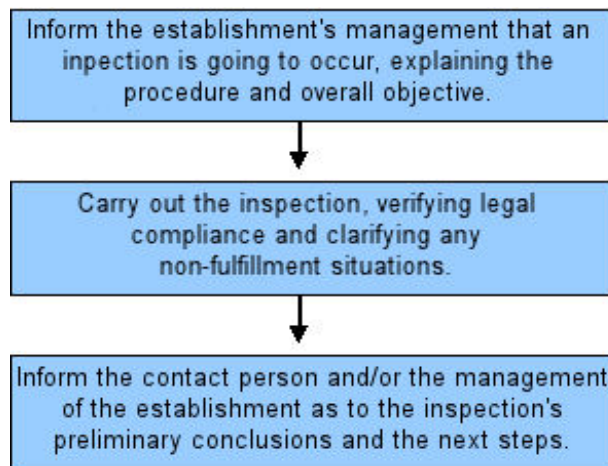 Inform the establishment's management that an
inpection is going to occur, explaining the
procedure and overall objective.
Carry out the inspection, verifying legal
compliance and clarifying any
non-fulfillment situations.
Inform the contact person and/or the management
of the establishment as to the inspection's
preliminary conclusions and the next steps.